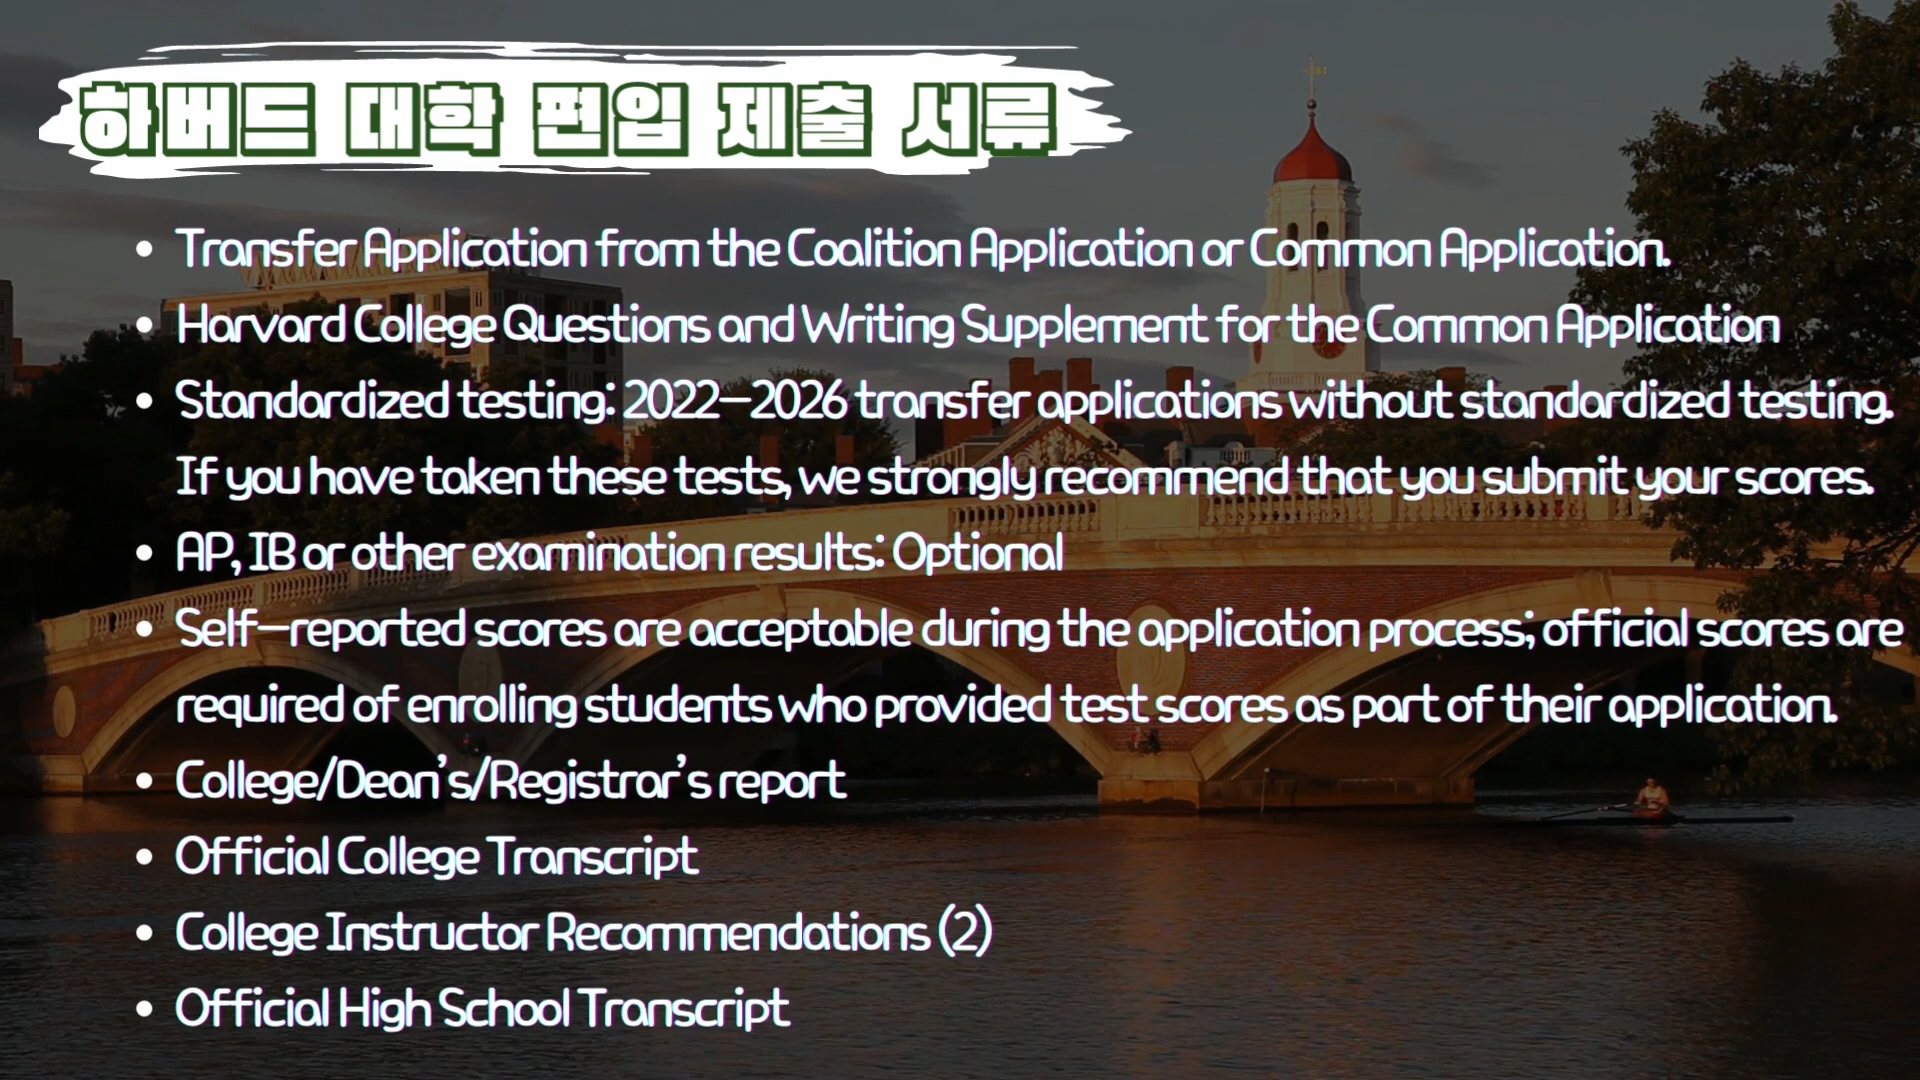 하버드 대학 편입 제출 서류
• Transfer Application from the Coalition Application or Common Application.
• Harvard College Questions and Writing Supplement for the Common Application
• Standardized testing: 2022-2026 transfer applications without standardized testing.
If you have taken these tests, we strongly recommend that you submit your scores.
• AP, IB or other examination results: Optional
• Self-reported scores are acceptable during the application process; official scores are
required of enrolling students who provided test scores as part of their application.
• College/Dean's/Registrar's report
• Official College Transcript
• College Instructor Recommendations (2)
• Official High School Transcript